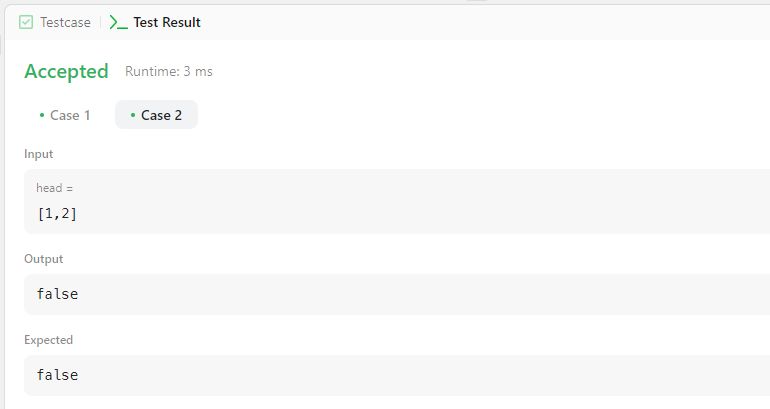 Testcase Test Result
Accepted Runtime: 3 ms
• Case 1 • Case 2
Input
head =
[1,2]
Output
false
Expected
false